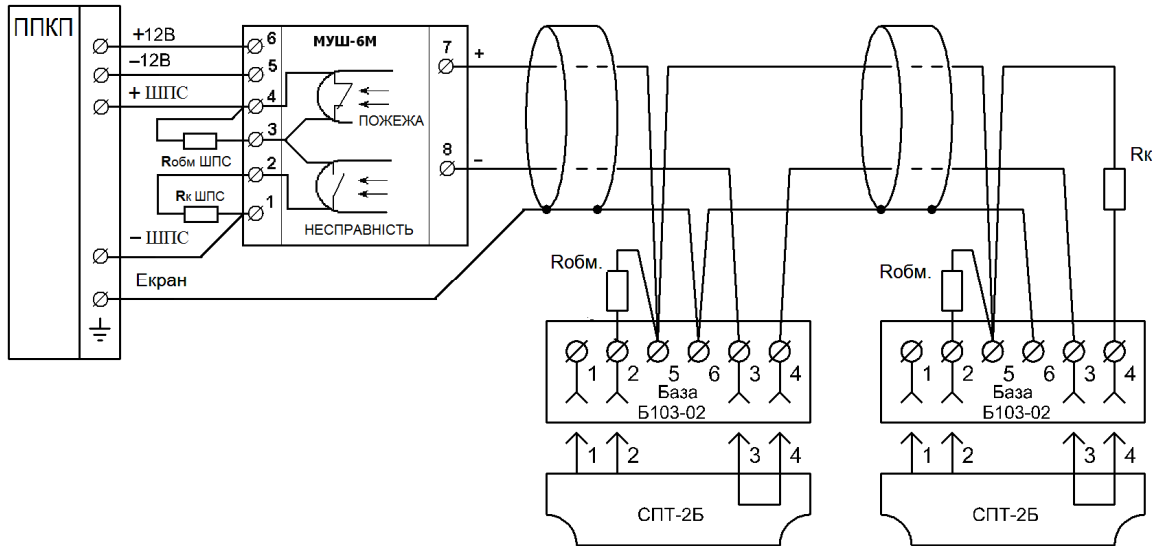 ППКП
+12В
–12В
+ ШПС
Rобм ШПС
Rк ШПС
– ШПС
Екран
МУШ-6М
6
5
4
3
2
1
ПОЖЕЖА
НЕСПРАВНІСТЬ
7
+
8
–
Rобм.
1
2
5
6
3
4
База
Б103-02
1
2
3
4
СПТ-2Б
Rобм.
Rк
1
2
5
6
3
4
База
Б103-02
1
2
3
4
СПТ-2Б